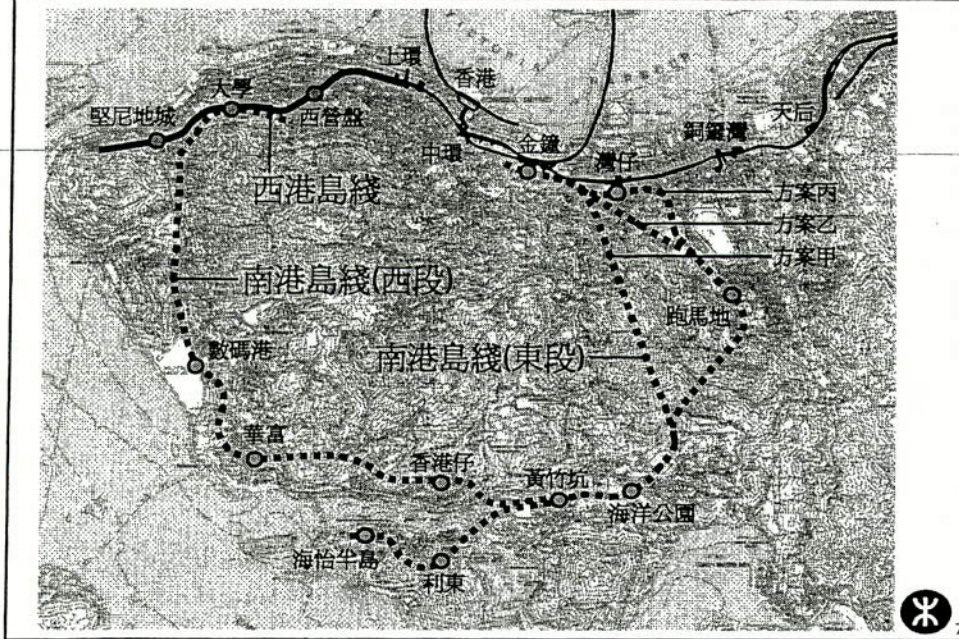 上環
大學
香港
堅尼地城
西營盤
天后
銅鑼灣
中環
金鐘
灣仔
西港島綫
方案丙
方案乙
方案甲
南港島綫(西段)
跑馬地
數碼港
南港島綫(東段)
華富
香港仔
黃竹坑
海洋公園
海怡半島
利東